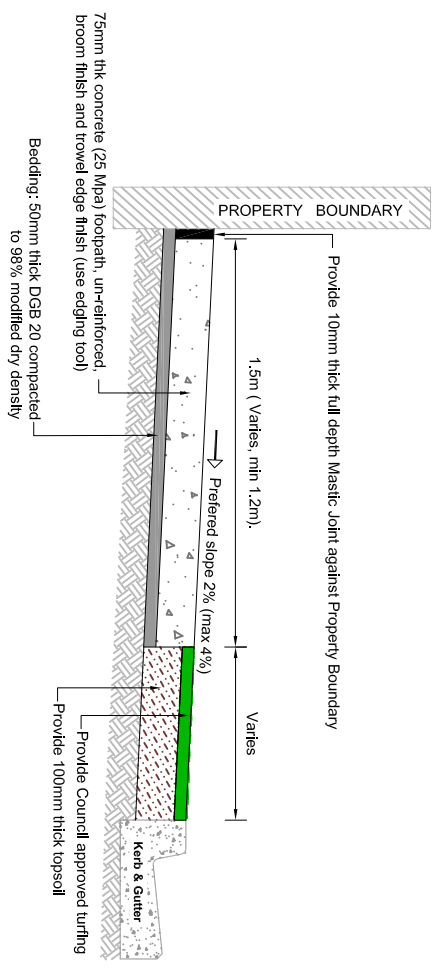 PROPERTY BOUNDARY
Provide 10mm thick full depth Mastic Joint against Property Boundary
1.5m ( Varies, min 1.2m).
Varies
Prefered slope 2% (max 4%)
75mm thk concrete (25 Mpa) footpath, un-reinforced,
broom finish and trowel edge finish (use edging tool)
Bedding: 50mm thick DGB 20 compacted
to 98% modified dry density
Provide Council approved turfing
Provide 100mm thick topsoil
Kerb & Gutter